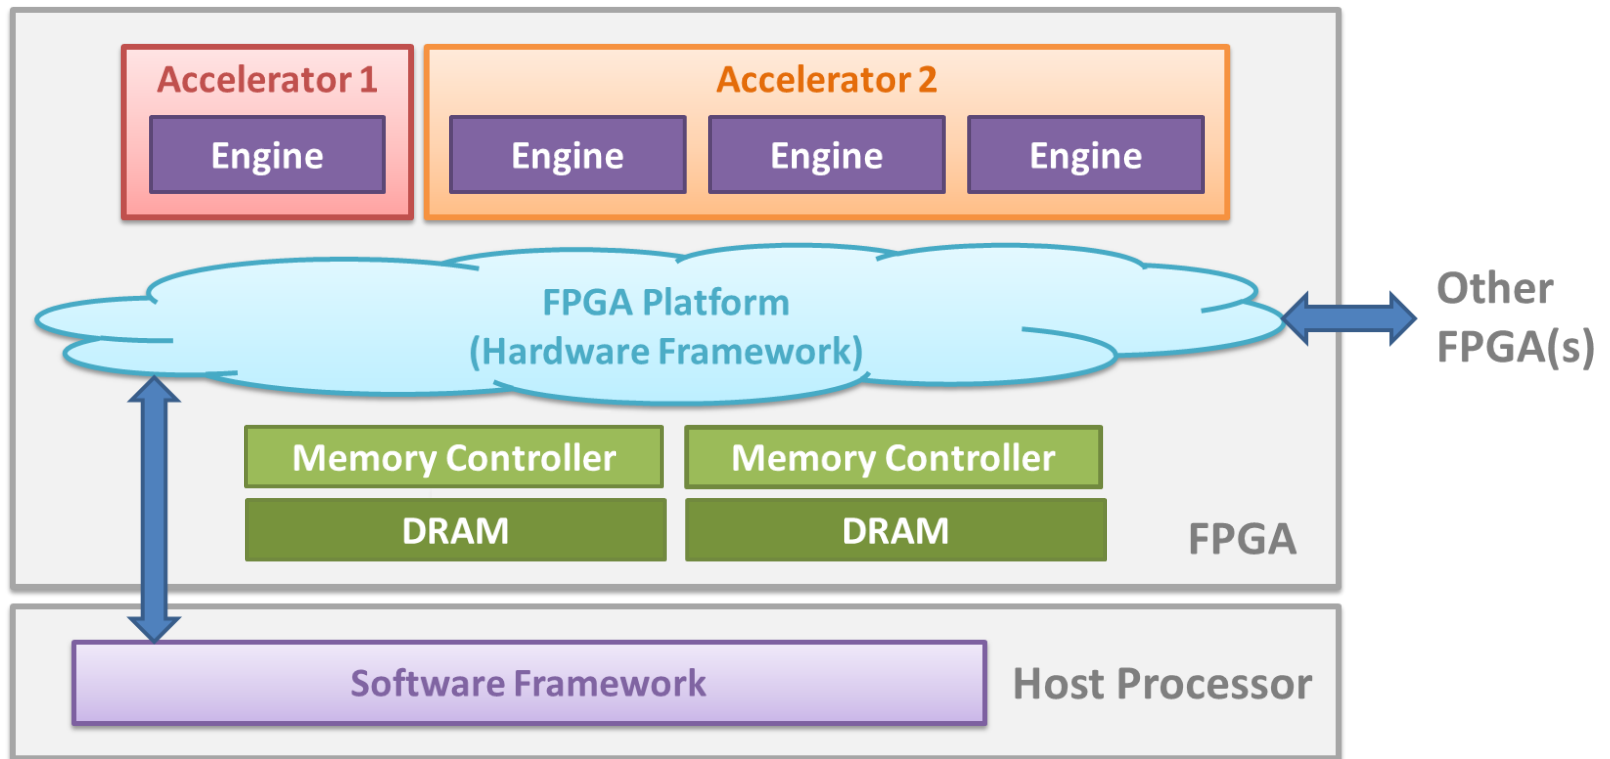 Accelerator 1
Accelerator 2
Engine
Engine
Engine
Engine
FPGA Platform
(Hardware Framework)
Other
FPGA(s)
Memory Controller
Memory Controller
DRAM
DRAM
FPGA
Software Framework
Host Processor